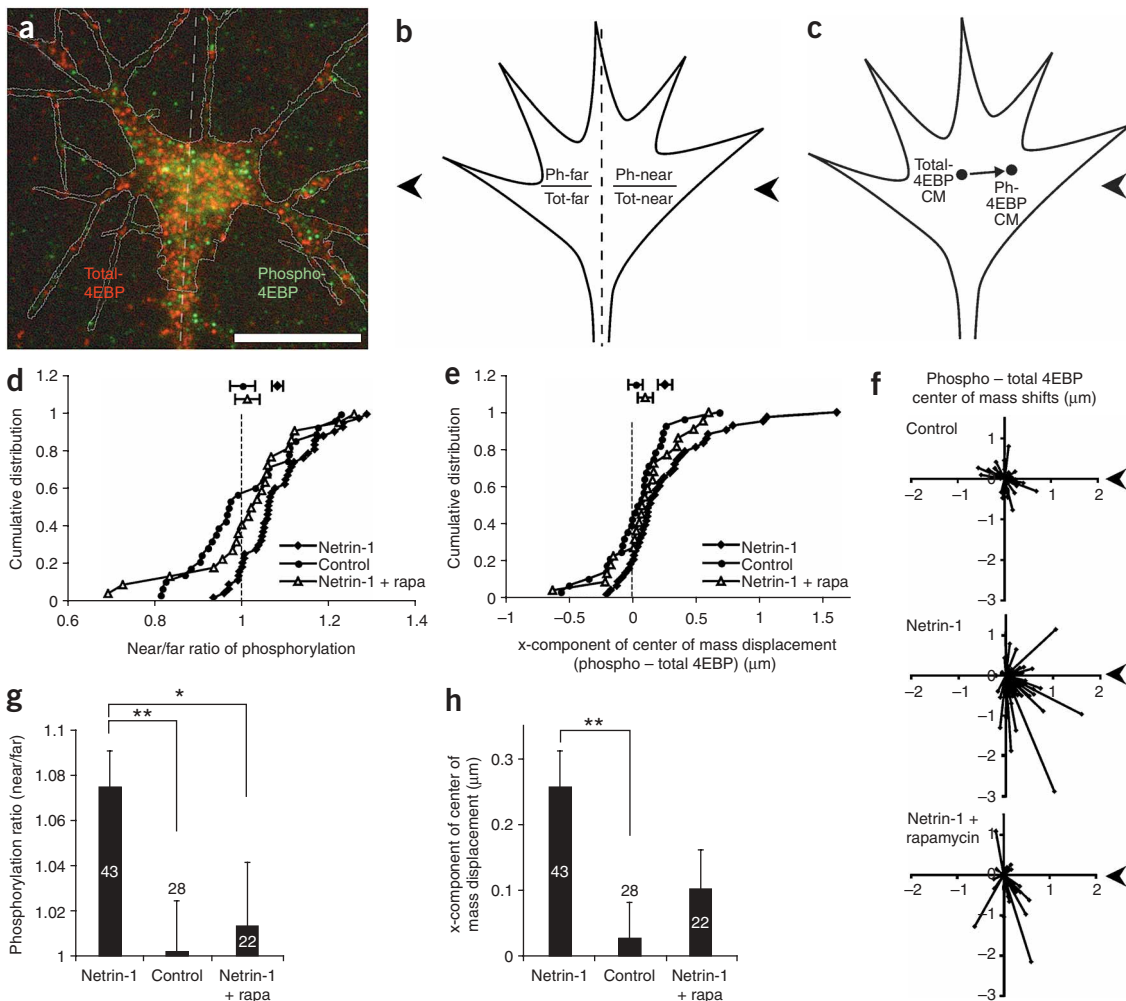 a
Total-
4EBP
Phospho-
4EBP
b
Ph-far
Tot-far
Ph-near
Tot-near
c
Total-
4EBP
CM
Ph-
4EBP
CM
d
Cumulative distribution
1.2
1.0
0.8
0.6
0.4
0.2
0
0.6
0.8
1
1.2
1.4
Netrin-1
Control
Netrin-1 + rapa
Near/far ratio of phosphorylation
e
Cumulative distribution
1.2
1.0
0.8
0.6
0.4
0.2
0
–1
–0.5
0
0.5
1
1.5
Netrin-1
Control
Netrin-1 + rapa
x-component of center of mass displacement
(phospho – total 4EBP) (μm)
f
Phospho – total 4EBP
center of mass shifts (μm)
Control
1
0
–2
–1
1
2
–1
–2
–3
Netrin-1
1
0
–2
–1
1
2
–1
–2
–3
Netrin-1 +
rapamycin
1
0
–2
–1
1
2
–1
–2
–3
g
Phosphorylation ratio (near/far)
1.1
1.08
1.06
1.04
1.02
1
**
*
43
28
22
Netrin-1
Control
Netrin-1
+ rapa
h
x-component of center of
mass displacement (μm)
0.3
0.2
0.1
0
**
43
28
22
Netrin-1
Control
Netrin-1
+ rapa